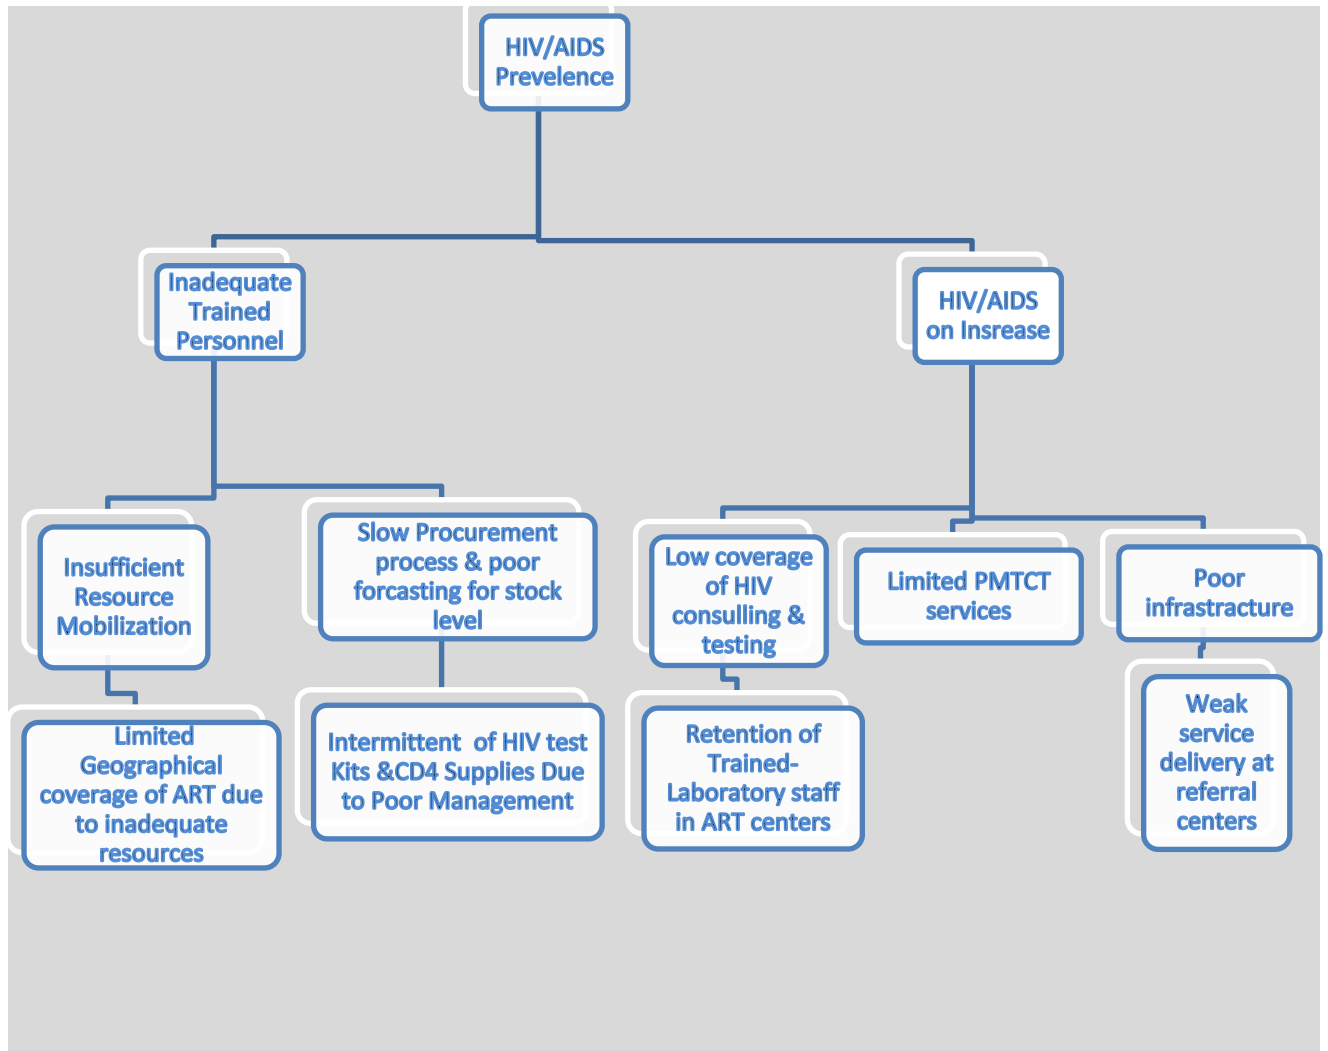 HIV/AIDS
Prevelence
Inadequate
Trained
Personnel
HIV/AIDS
on Insrease
Insufficient
Resource
Mobilization
Slow Procurement
process & poor
forcasting for stock
level
Low coverage
of HIV
consulling &
testing
Limited PMTCT
services
Poor
infrastracture
Limited
Geographical
coverage of ART due
to inadequate
resources
Intermittent  of HIV test
Kits &CD4 Supplies Due
to Poor Management
Retention of
Trained-
Laboratory staff
in ART centers
Weak
service
delivery at
referral
centers